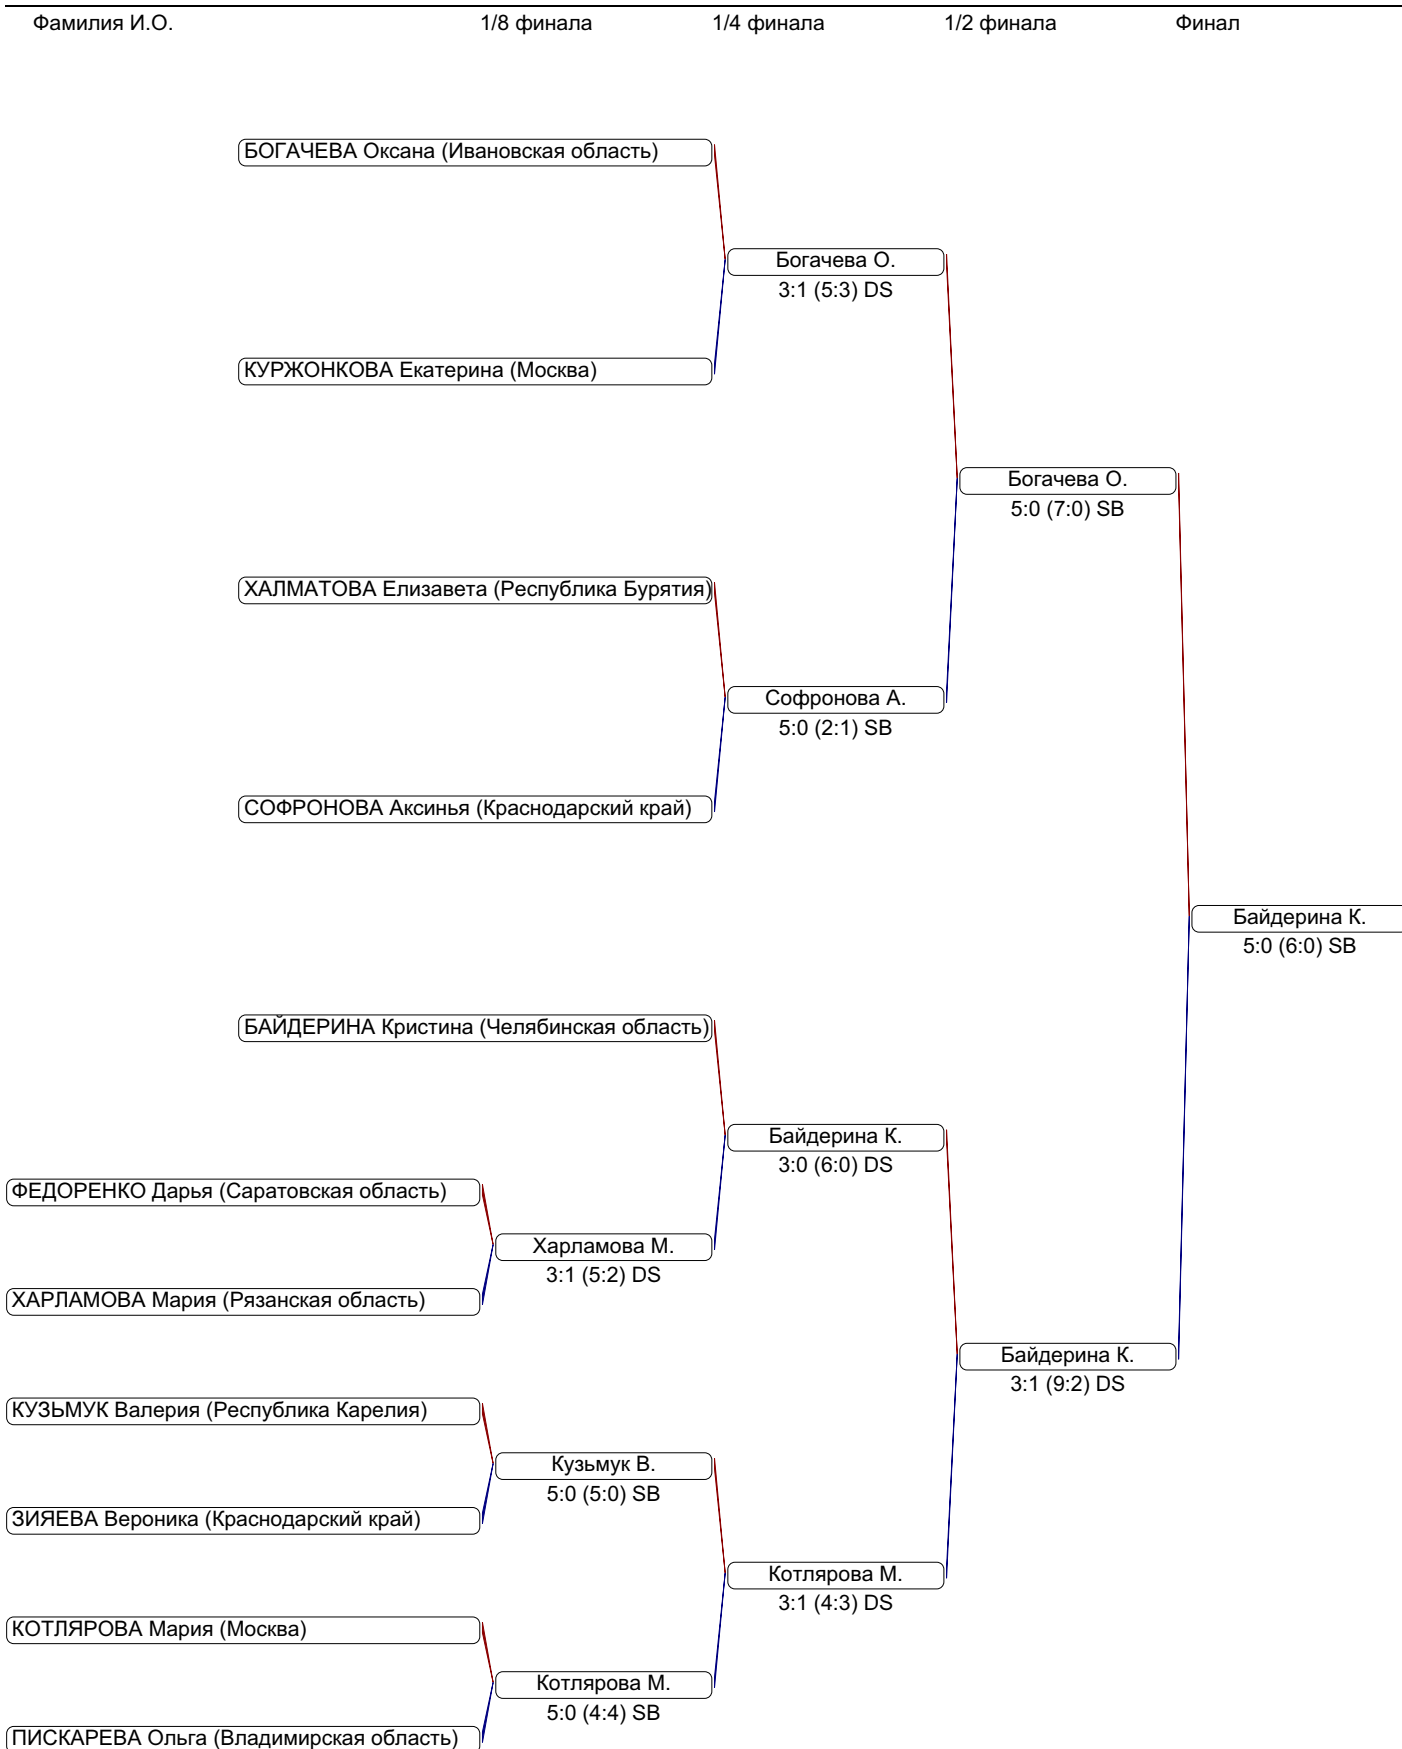 Фамилия И.О. 1/8 финала 1/4 финала 1/2 финала Финал
БОГАЧЕВА Оксана (Ивановская область)
Богачева О.
3:1 (5:3) DS
КУРЖОНКОВА Екатерина (Москва)
Богачева О.
5:0 (7:0) SB
ХАЛМАТОВА Елизавета (Республика Бурятия)
Софронова А.
5:0 (2:1) SB
СОФРОНОВА Аксинья (Краснодарский край)
Байдерина К.
5:0 (6:0) SB
БАЙДЕРИНА Кристина (Челябинская область)
Байдерина К.
3:0 (6:0) DS
ФЕДОРЕНКО Дарья (Саратовская область)
Харламова М.
3:1 (5:2) DS
ХАРЛАМОВА Мария (Рязанская область)
Байдерина К.
3:1 (9:2) DS
КУЗЬМУК Валерия (Республика Карелия)
Кузьмук В.
5:0 (5:0) SB
ЗИЯЕВА Вероника (Краснодарский край)
Котлярова М.
3:1 (4:3) DS
КОТЛЯРОВА Мария (Москва)
Котлярова М.
5:0 (4:4) SB
ПИСКАРЕВА Ольга (Владимирская область)